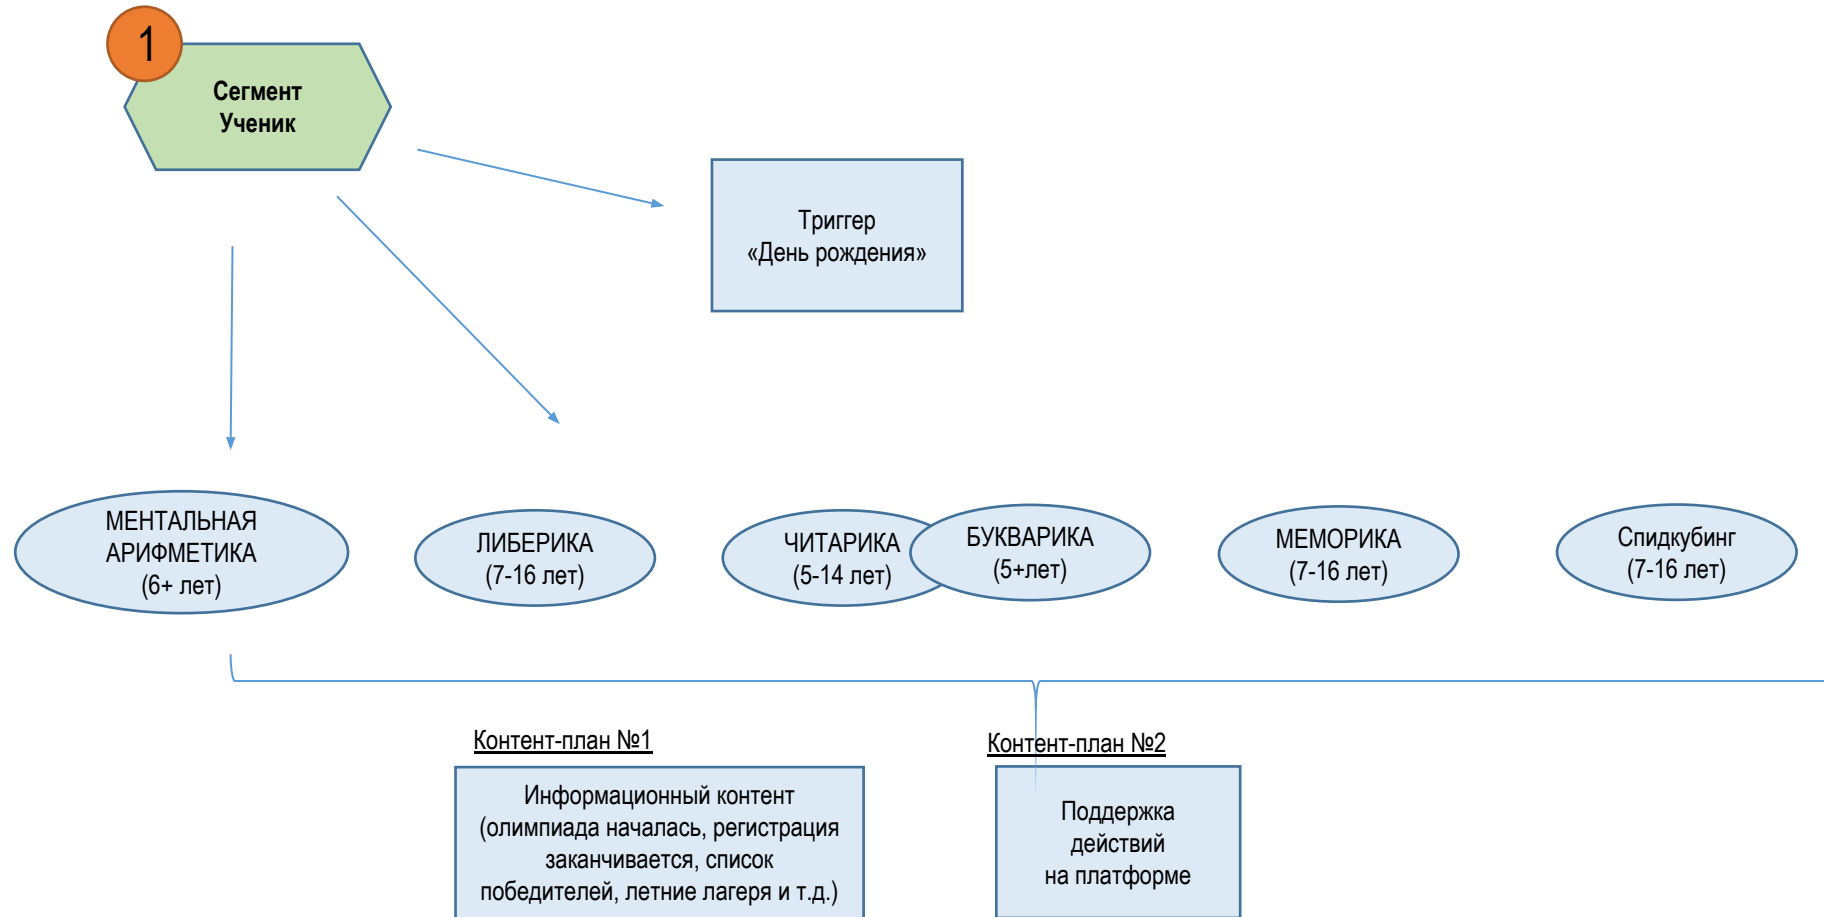 1
Сегмент
Ученик
Триггер
«День рождения»
МЕНТАЛЬНАЯ
АРИФМЕТИКА
(6+ лет)
ЛИБЕРИКА
(7-16 лет)
ЧИТАРИКА
(5-14 лет)
БУКВАРИКА
(5+лет)
МЕМОРИКА
(7-16 лет)
Спидкубинг
(7-16 лет)
Контент-план №1
Информационный контент
(олимпиада началась, регистрация
заканчивается, список
победителей, летние лагеря и т.д.)
Контент-план №2
Поддержка
действий
на платформе